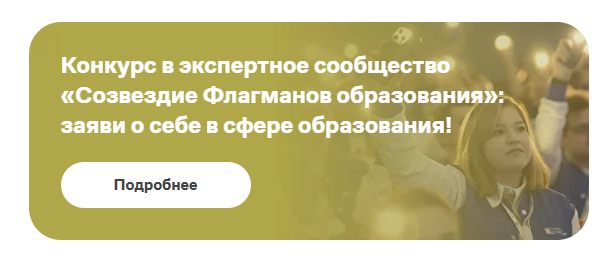 Конкурс в экспертное сообщество
«Созвездие Флагманов образования»:
заяви о себе в сфере образования!
Подробнее